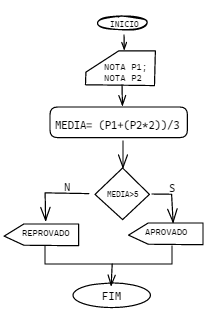 INICIO
NOTA P1;
NOTA P2
MEDIA= (P1+(P2*2))/3
MEDIA>5
N
S
REPROVADO
APROVADO
FIM